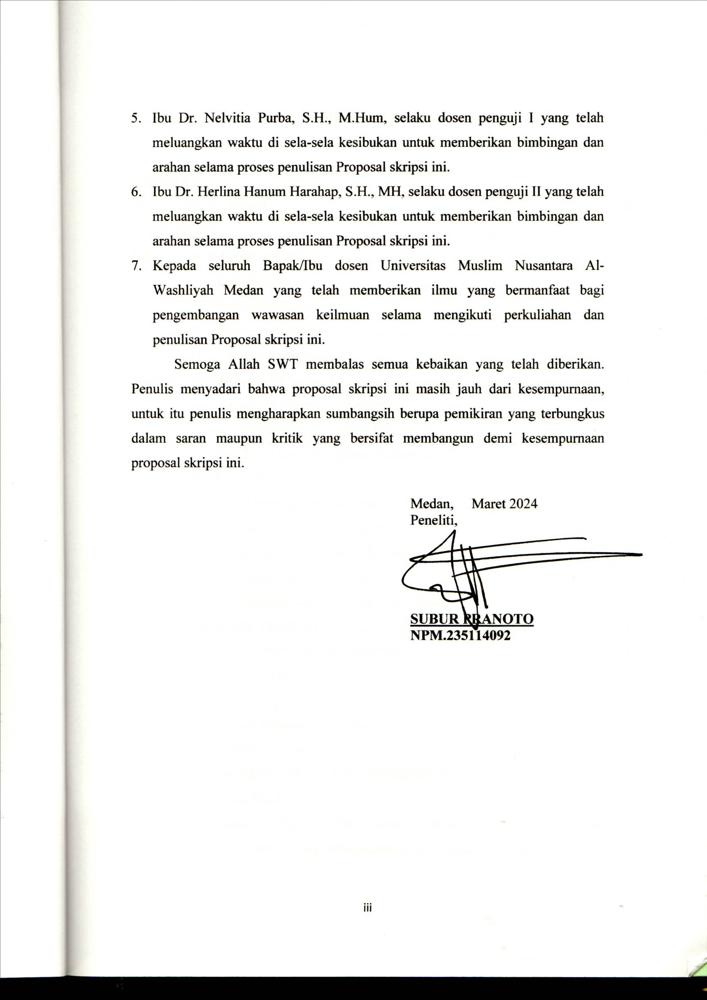 5. Ibu Dr. Nelvitia Purba, S.H., M.Hum, selaku dosen penguji I yang telah
meluangkan waktu di sela-sela kesibukan untuk memberikan bimbingan dan
arahan selama proses penulisan Proposal skripsi ini.
6. Ibu Dr. Herlina Hanum Harahap, S.H., MH, selaku dosen penguji II yang telah
meluangkan waktu di sela-sela kesibukan untuk memberikan bimbingan dan
arahan selama proses penulisan Proposal skripsi ini.
7. Kepada seluruh Bapak/Ibu dosen Universitas Muslim Nusantara Al-
Washliyah Medan yang telah memberikan ilmu yang bermanfaat bagi
pengembangan wawasan keilmuan selama mengikuti perkuliahan dan
penulisan Proposal skripsi ini.
Semoga Allah SWT membalas semua kebaikan yang telah diberikan.
Penulis menyadari bahwa proposal skripsi ini masih jauh dari kesempurnaan,
untuk itu penulis mengharapkan sumbangsih berupa pemikiran yang terbungkus
dalam saran maupun kritik yang bersifat membangun demi kesempurnaan
proposal skripsi ini.
Medan, Maret 2024
Peneliti,
SUBUR PRANOTO
NPM.235114092
iii